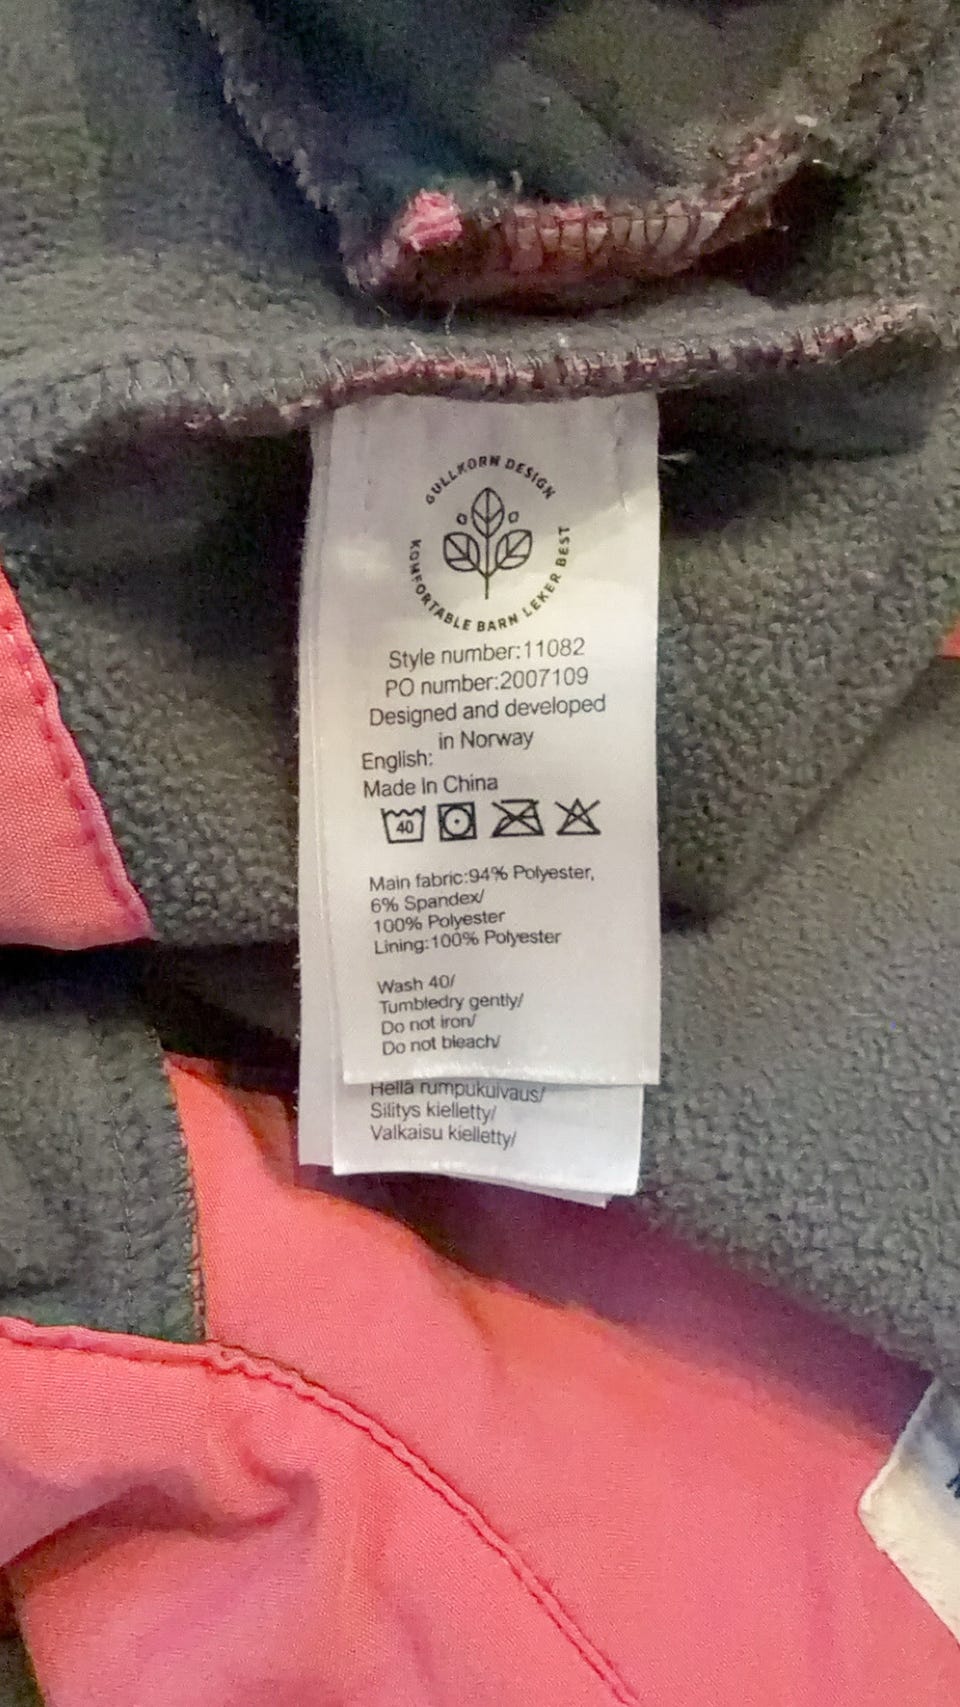 GULLKORN DESIGN
KOMFORTABLE BARN LEKER BEST
Style number:11082
PO number:2007109
Designed and developed
in Norway
English:
Made In China
40
Main fabric:94% Polyester,
6% Spandex/
100% Polyester
Lining:100% Polyester
Wash 40/
Tumbledry gently/
Do not iron/
Do not bleach/
Hellä rumpukuivaus/
Silitys kielletty/
Valkaisu kielletty/